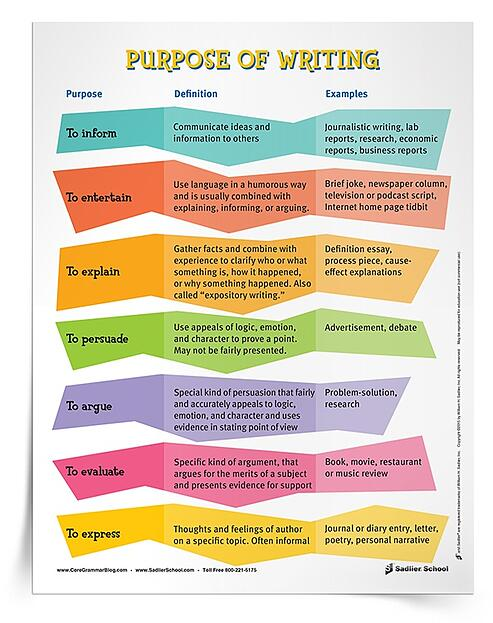 PURPOSE OF WRITING
Purpose Definition Examples
To inform
Communicate ideas and
information to others
Journalistic writing, lab
reports, research, economic
reports, business reports
To entertain
Use language in a humorous way
and is usually combined with
explaining, informing, or arguing.
Brief joke, newspaper column,
television or podcast script,
Internet home page tidbit
To explain
Gather facts and combine with
experience to clarify who or what
something is, how it happened,
or why something happened. Also
called “expository writing.”
Definition essay,
process piece, cause-
effect explanations
To persuade
Use appeals of logic, emotion,
and character to prove a point.
May not be fairly presented.
Advertisement, debate
To argue
Special kind of persuasion that fairly
and accurately appeals to logic,
emotion, and character and uses
evidence in stating point of view
Problem-solution,
research
To evaluate
Specific kind of argument, that
argues for the merits of a subject
and presents evidence for support
Book, movie, restaurant
or music review
To express
Thoughts and feelings of author
on a specific topic. Often informal
Journal or diary entry, letter,
poetry, personal narrative
www.CoreGrammarBlog.com • www.SadlierSchool.com • Toll Free 800-221-5175
Sadlier School